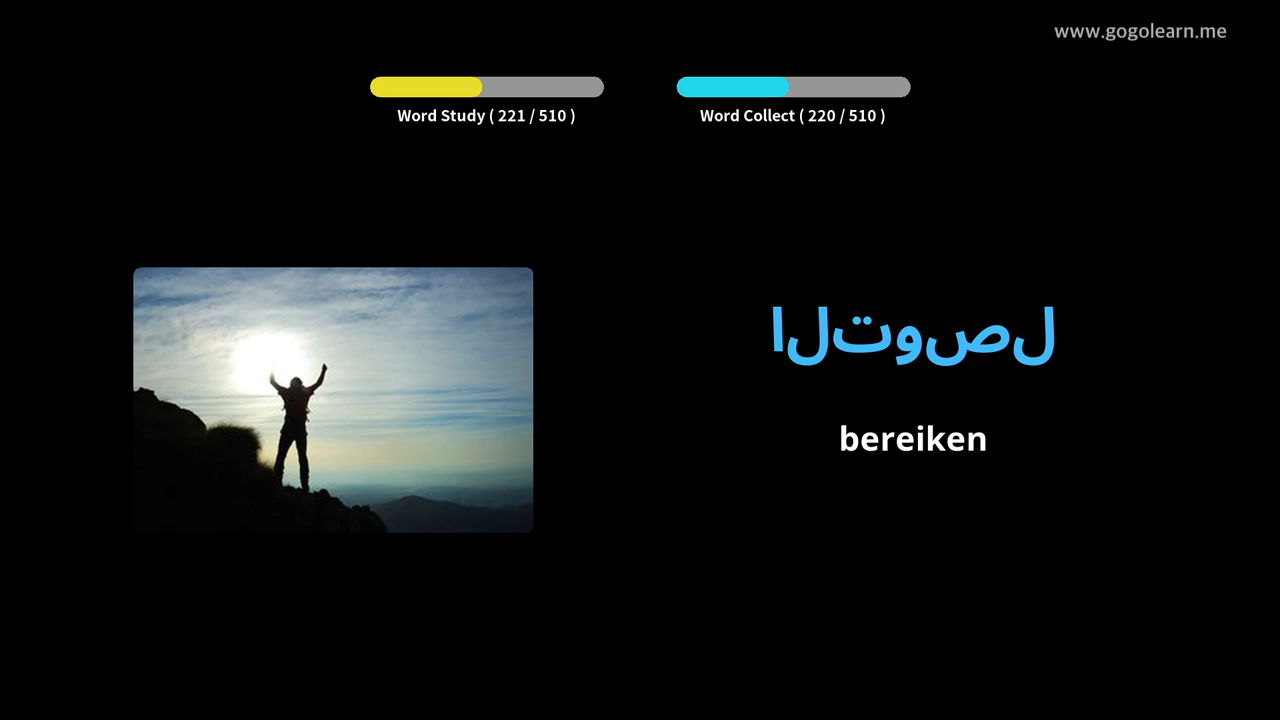 www.gogolearn.me
Word Study ( 221 / 510 )
Word Collect ( 220 / 510 )
التوصل
bereiken